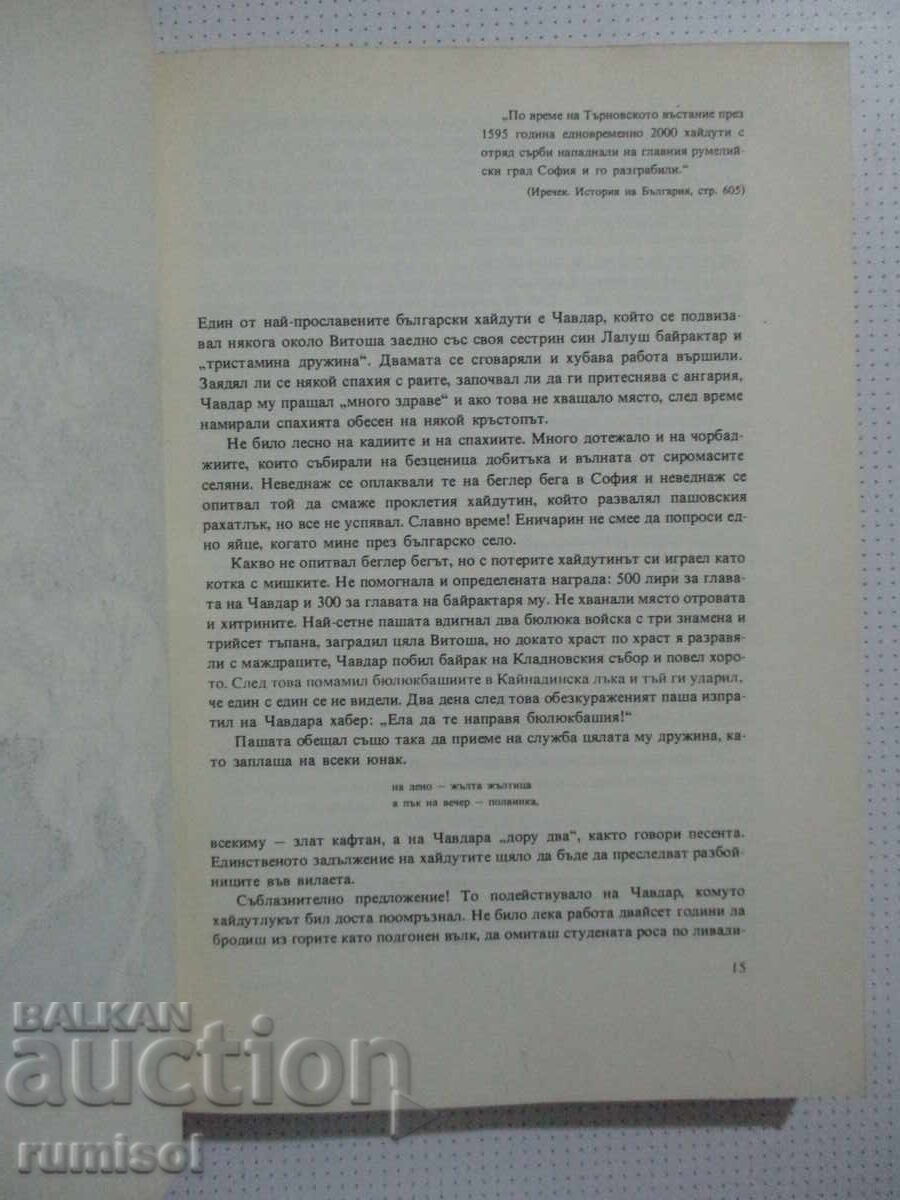 „По време на Търновското въстание през
1595 година едновременно 2000 хайдути с
отряд сърби нападнали на главния румелий-
ски град София и го разграбили.“
(Иречек. История на България, стр. 605)
Един от най-прославените български хайдути е Чавдар, който се подвиза-
вал някога около Витоша заедно със своя сестрин син Лалуш байрактар и
„тристамина дружина“. Двамата се сговаряли и хубава работа вършили.
Заядял ли се някой спахия с раите, започвал ли да ги притеснява с ангария,
Чавдар му пращал „много здраве“ и ако това не хващало място, след време
намирали спахията обесен на някой кръстопът.
Не било лесно на кадиите и на спахиите. Много дотежало и на чорбад-
жиите, които събирали на безценица добитъка и вълната от сиромасите
селяни. Неведнаж се оплаквали те на беглер бега в София и неведнаж се
опитвал той да смаже проклетия хайдутин, който развалял пашовския
рахатлък, но все не успявал. Славно време! Еничарин не смее да попроси ед-
но яйце, когато мине през българско село.
Какво не опитвал беглер бегът, но с потерите хайдутинът си играел като
котка с мишките. Не помогнала и определената награда: 500 лири за глава-
та на Чавдар и 300 за главата на байрактаря му. Не хванали място отровата
и хитрините. Най-сетне пашата вдигнал два бюлюка войска с три знамена и
трийсет тъпана, заградил цяла Витоша, но докато храст по храст я разравя-
ли с маждраците, Чавдар побил байрак на Кладновския събор и повел хоро-
то. След това помамил бюлюкбашиите в Кайнадинска лъка и тъй ги ударил,
че един с един се не видели. Два дена след това обезкураженият паша изпра-
тил на Чавдара хабер: „Ела да те направя бюлюкбашия!“
Пашата обещал също така да приеме на служба цялата му дружина, ка-
то заплаша на всеки юнак.
на дено — жълта жълтица
а пък на вечер — половинка,
всекиму — злат кафтан, а на Чавдара „дору два“, както говори песента.
Единственото задължение на хайдутите щяло да бъде да преследват разбой-
ниците във вилаета.
Съблазнително предложение! То подействувало на Чавдар, комуто
хайдутлукът бил доста поомръзнал. Не било лека работа двайсет години да
бродиш из горите като подгонен вълк, да омиташ студената роса по ливади-
15
BALKAN
auction
rumisol